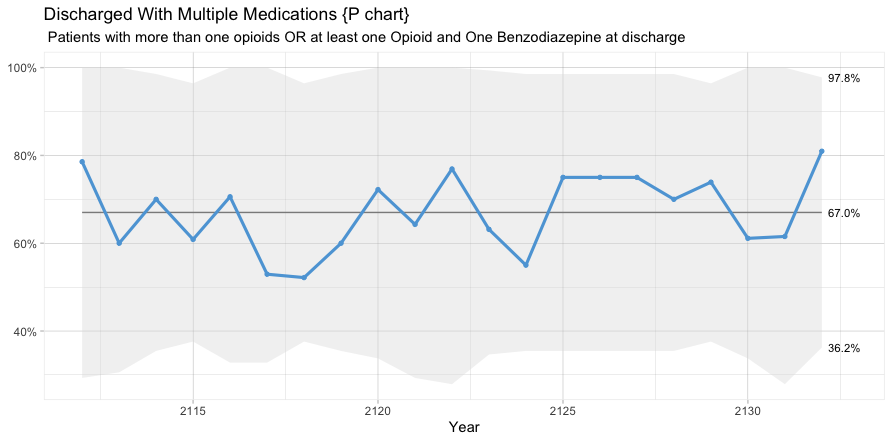 Discharged With Multiple Medications {P chart}
Patients with more than one opioids OR at least one Opioid and One Benzodiazepine at discharge
100%
97.8%
80%
67.0%
60%
36.2%
40%
2115 2120 2125 2130
Year